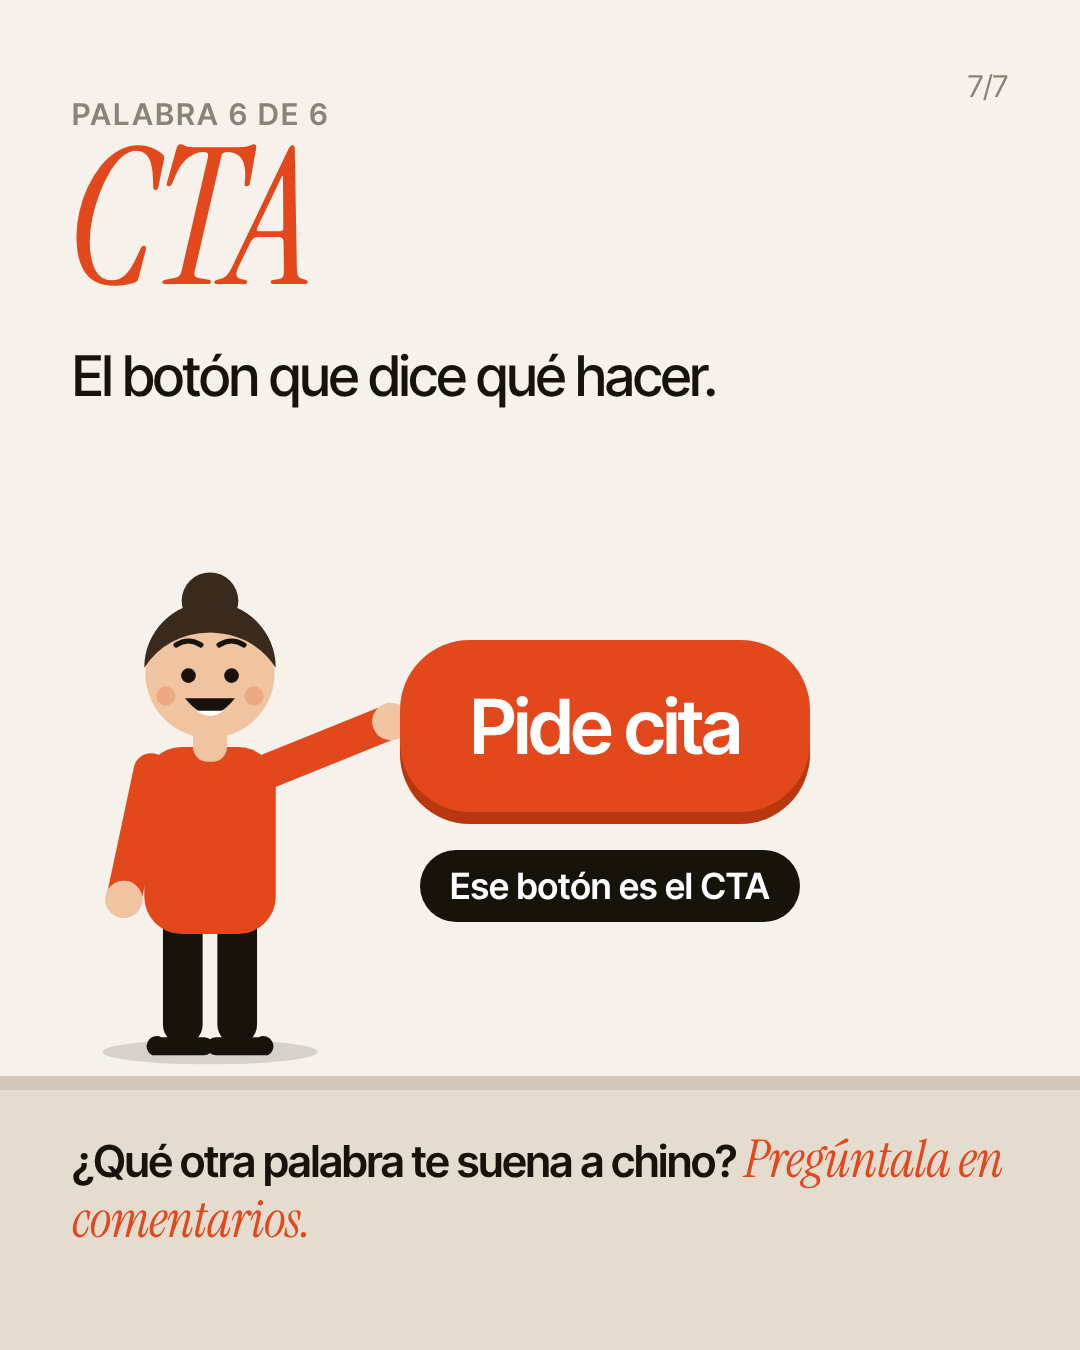 7/7
PALABRA 6 DE 6
CTA
El botón que dice qué hacer.
Pide cita
Ese botón es el CTA
¿Qué otra palabra te suena a chino? Pregúntala en
comentarios.